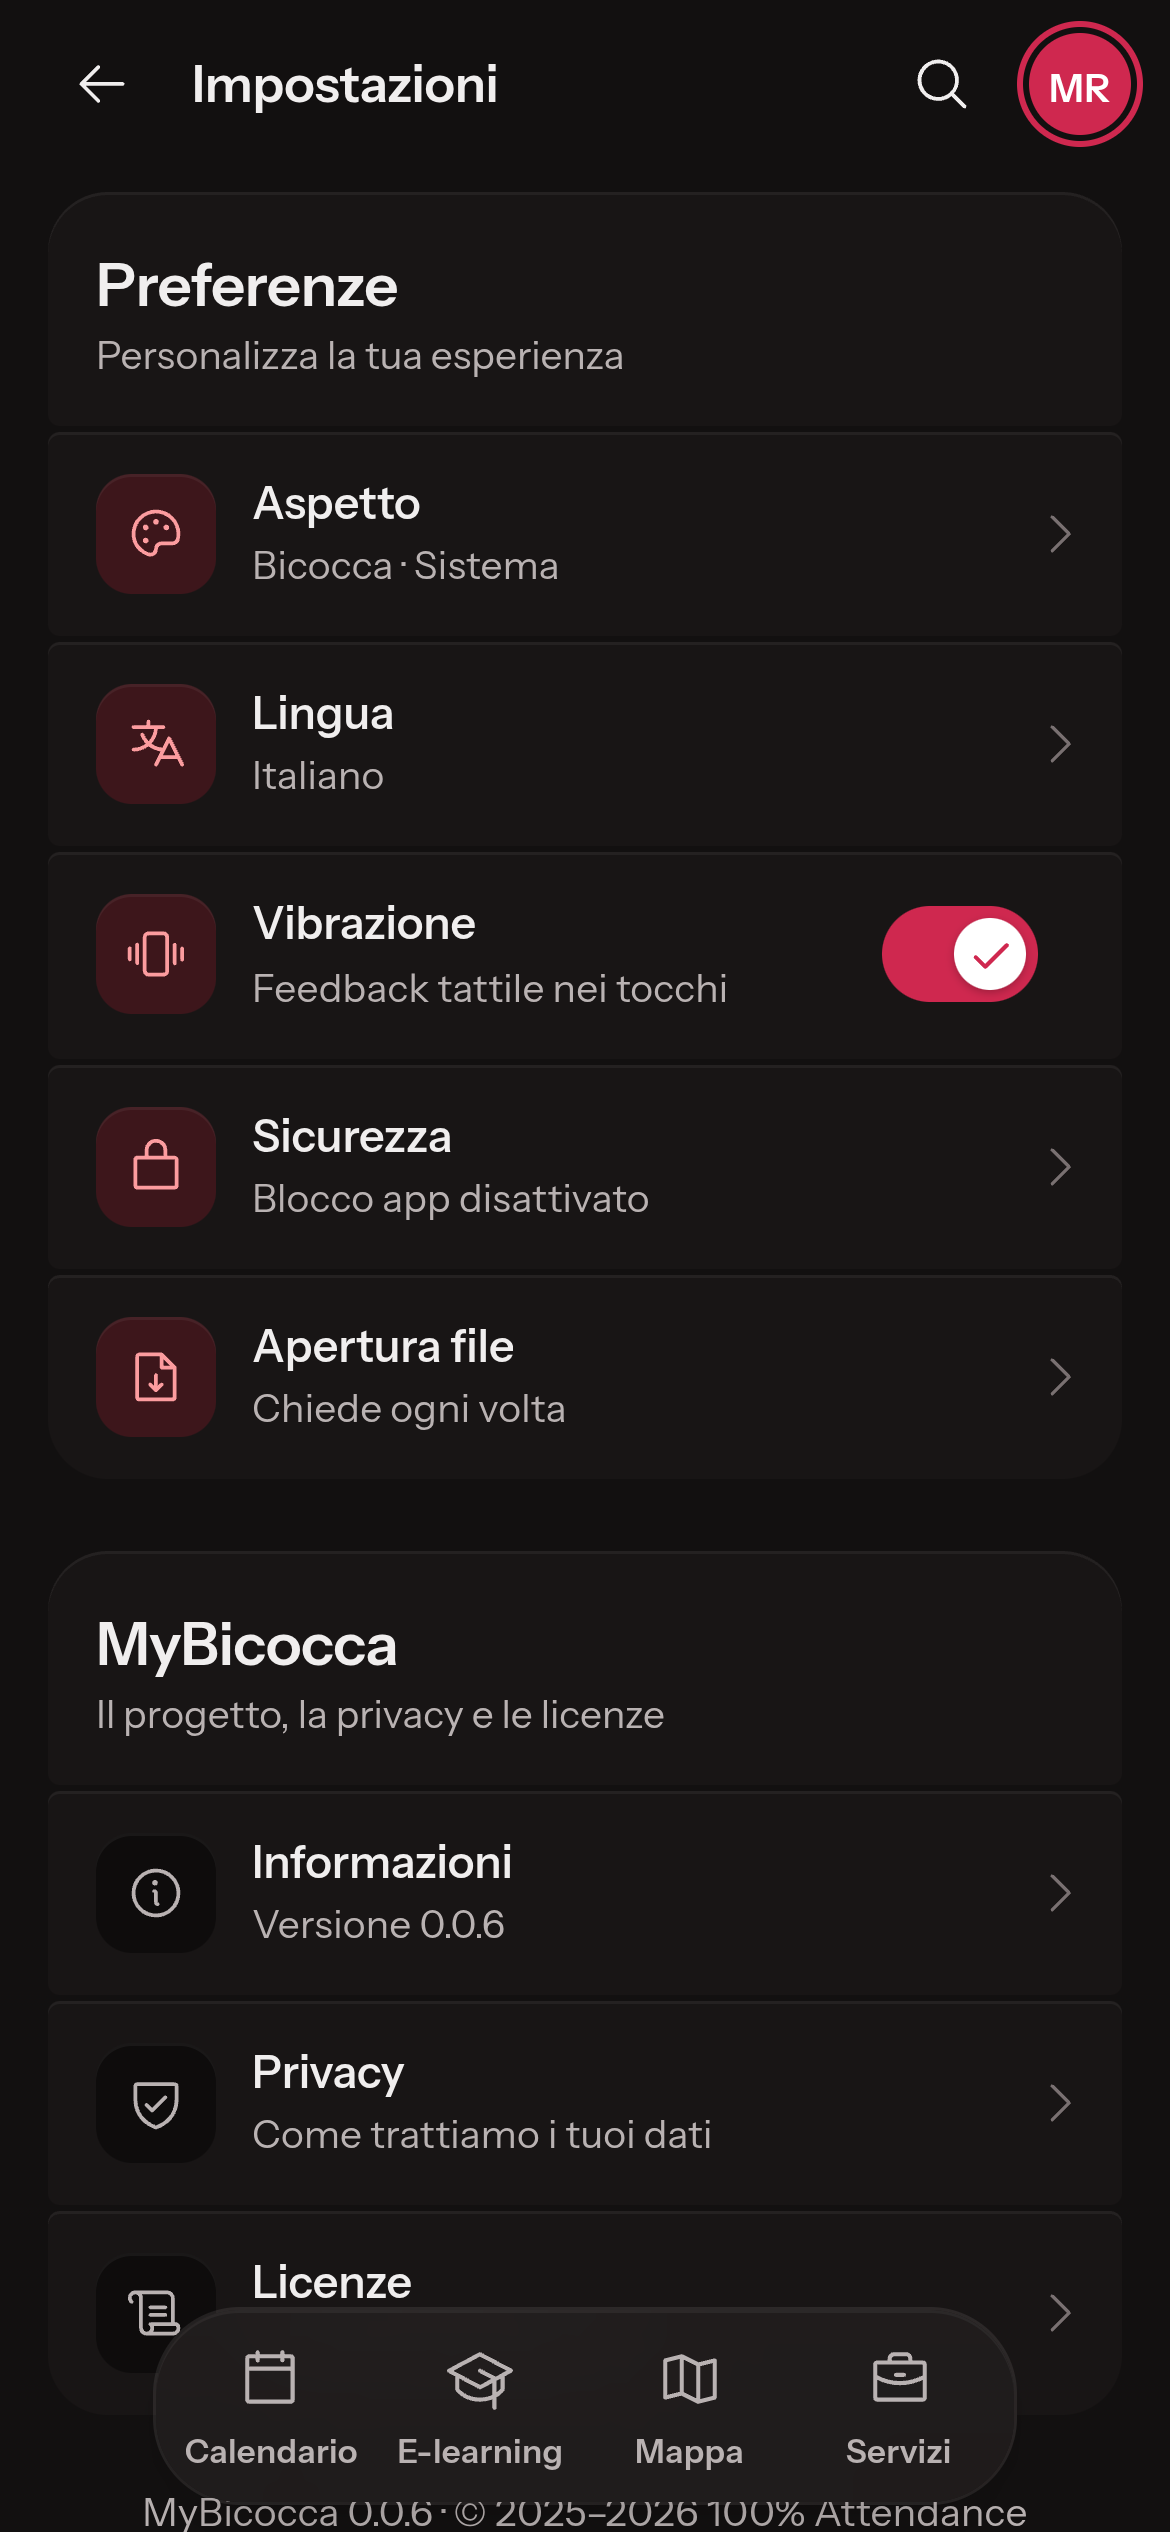 Impostazioni
MR
Preferenze
Personalizza la tua esperienza
Aspetto
Bicocca · Sistema
Lingua
Italiano
Vibrazione
Feedback tattile nei tocchi
Sicurezza
Blocco app disattivato
Apertura file
Chiede ogni volta
MyBicocca
Il progetto, la privacy e le licenze
Informazioni
Versione 0.0.6
Privacy
Come trattiamo i tuoi dati
Licenze
Calendario
E-learning
Mappa
Servizi
MyBicocca 0.0.6 · © 2025–2026 100% Attendance